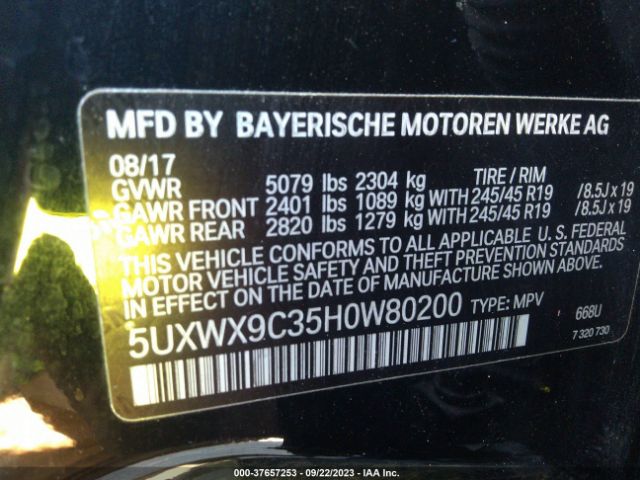 MFD BY BAYERISCHE MOTOREN WERKE AG
08/17 TIRE / RIM
GVWR 5079 lbs 2304 kg
GAWR FRONT 2401 lbs 1089 kg WITH 245/45 R19 /8.5J x 19
GAWR REAR 2820 lbs 1279 kg WITH 245/45 R19 /8.5J x 19
THIS VEHICLE CONFORMS TO ALL APPLICABLE U. S. FEDERAL
MOTOR VEHICLE SAFETY AND THEFT PREVENTION STANDARDS
IN EFFECT ON THE DATE OF MANUFACTURE SHOWN ABOVE.
5UXWX9C35H0W80200 TYPE: MPV 668U
7 320 730
000-37657253 - 09/22/2023 - IAA Inc.